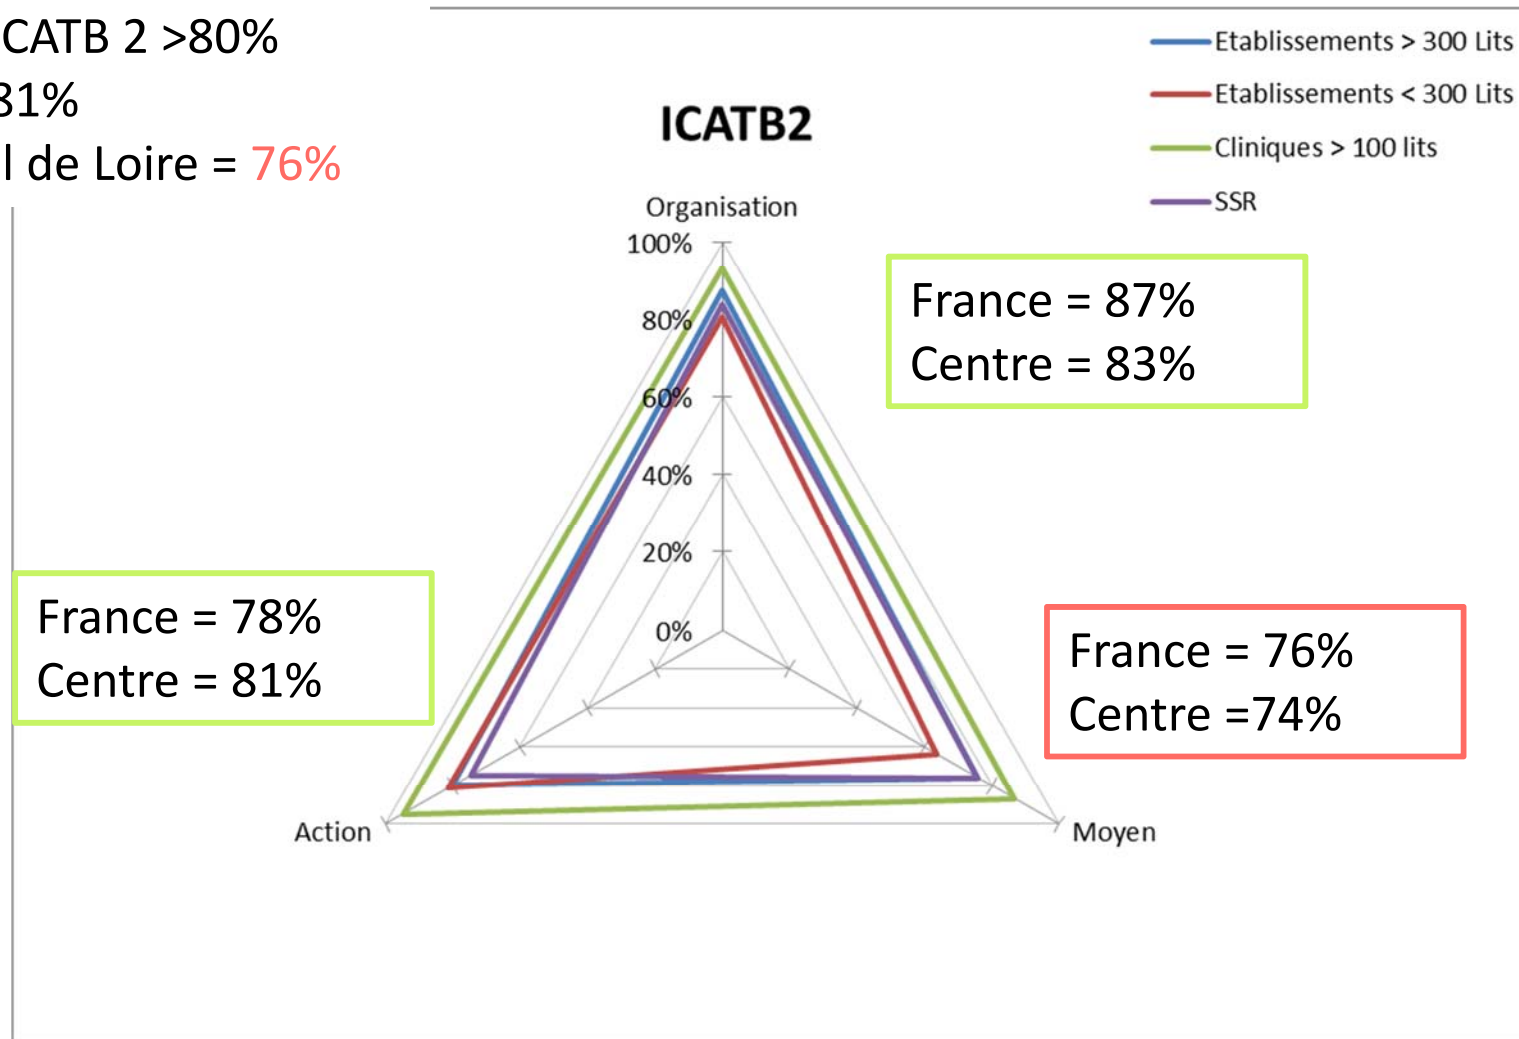 CATB 2 >80%
81%
l de Loire = 76%
ICATB2
Etablissements > 300 Lits
Etablissements < 300 Lits
Cliniques > 100 lits
SSR
Organisation
100%
80%
60%
40%
20%
0%
France = 87%
Centre = 83%
France = 78%
Centre = 81%
France = 76%
Centre =74%
Action
Moyen